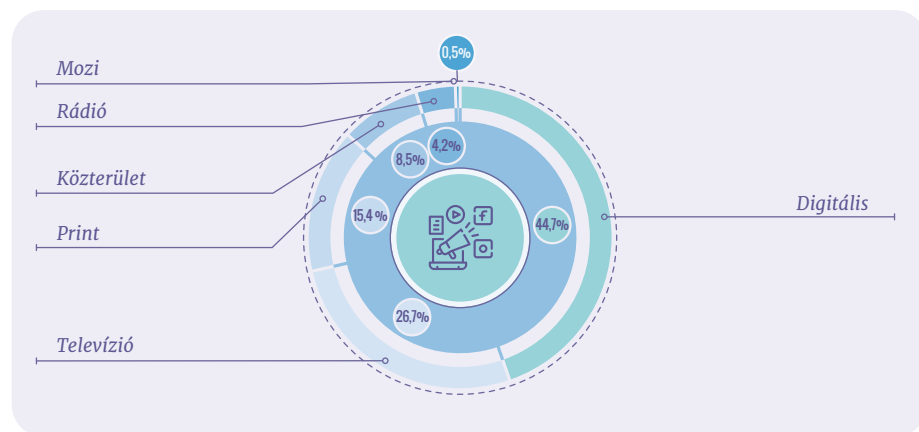 Mozi
0,5%
Rádió
4,2%
8,5%
Közterület
15,4 %
Print
44,7%
Digitális
26,7%
Televízió